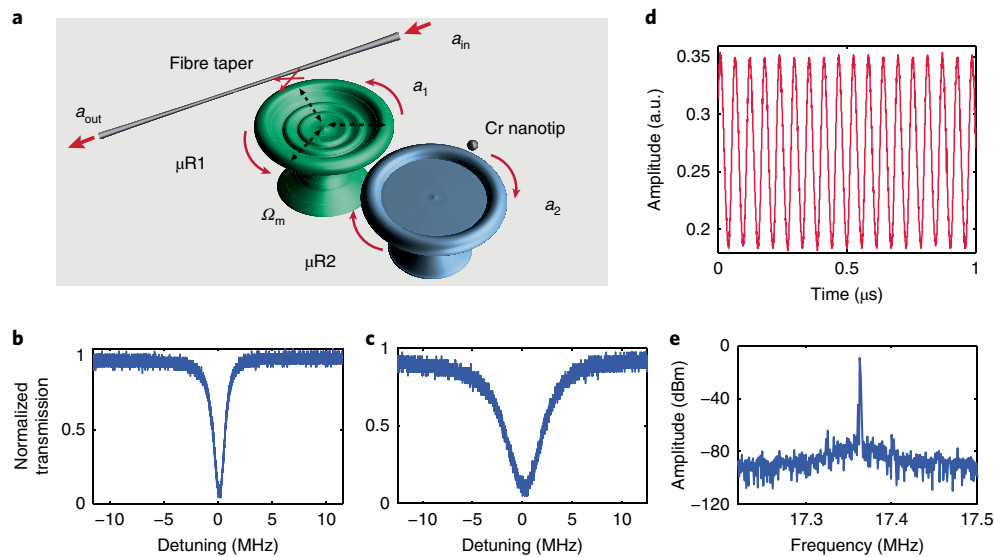 a
Fibre taper
a_in
a_out
a_1
μR1
Cr nanotip
Ω_m
a_2
μR2
b
Normalized
transmission
1
0.5
0
−10 −5 0 5 10
Detuning (MHz)
c
1
0.5
0
−10 −5 0 5 10
Detuning (MHz)
d
Amplitude (a.u.)
0.35
0.3
0.25
0.2
0 0.5 1
Time (μs)
e
Amplitude (dBm)
0
−40
−80
−120
17.3 17.4 17.5
Frequency (MHz)